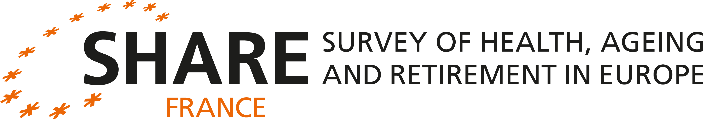 SHARE
FRANCE
SURVEY OF HEALTH, AGEING
AND RETIREMENT IN EUROPE